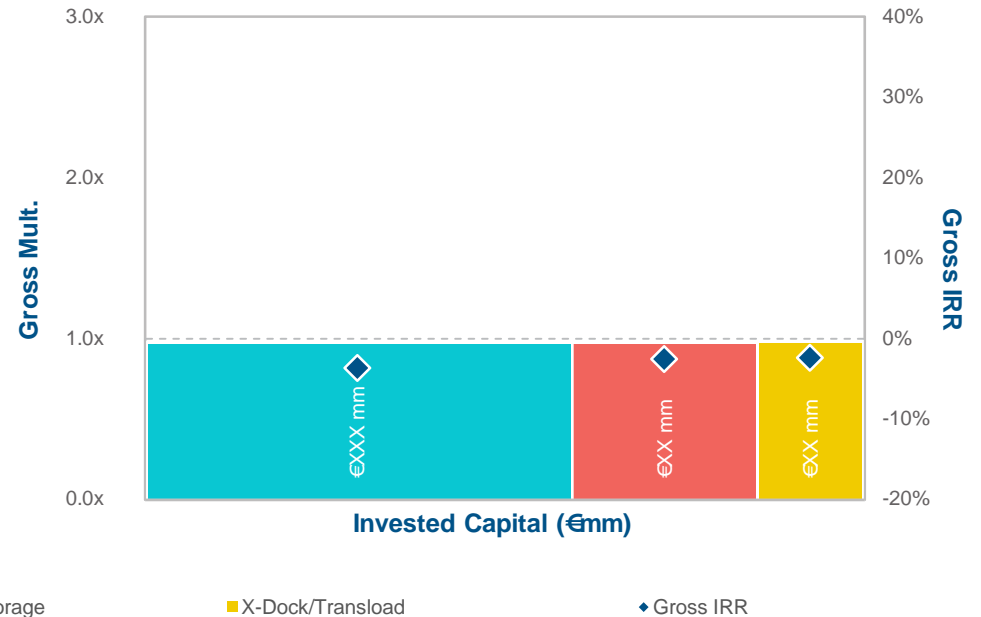 3.0x
40%
30%
2.0x
20%
10%
1.0x
0%
-10%
0.0x
-20%
Gross Mult.
Gross IRR
€XXX mm
€XX mm
€XX mm
Invested Capital (€mm)
X-Dock/Transload
Gross IRR